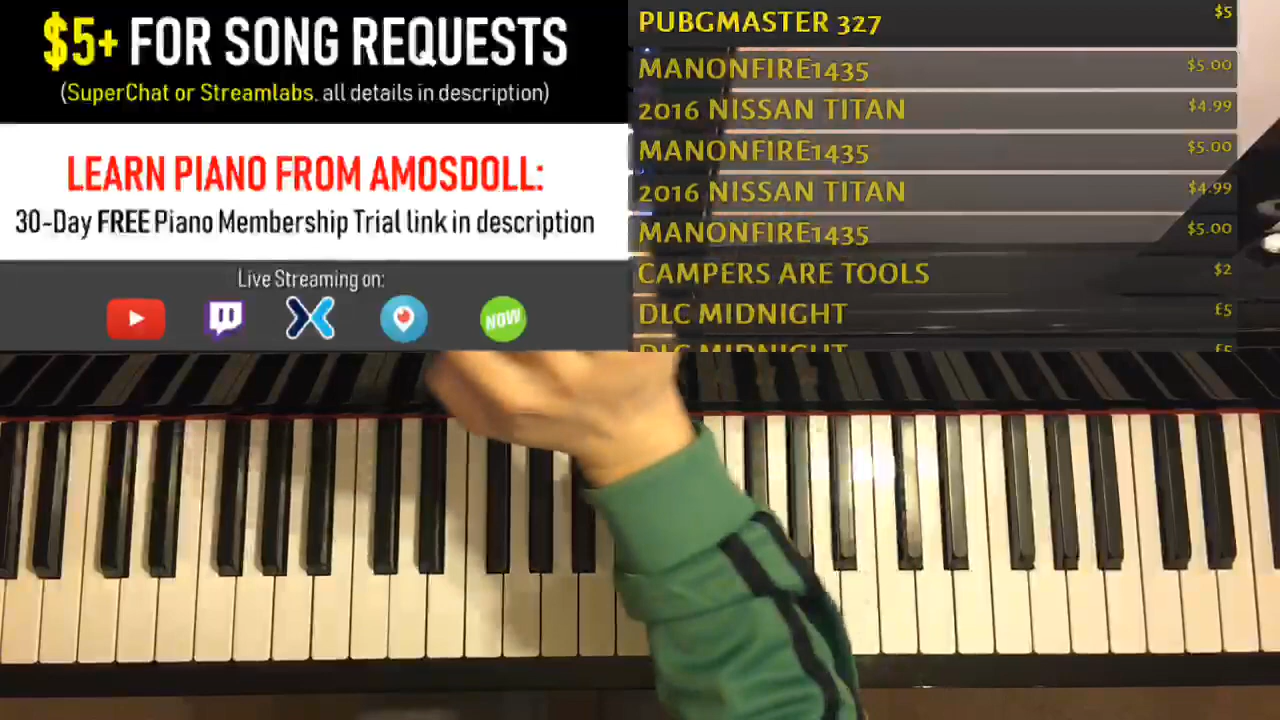 $5+ FOR SONG REQUESTS
(SuperChat or Streamlabs. all details in description)
LEARN PIANO FROM AMOSDOLL:
30-Day FREE Piano Membership Trial link in description
Live Streaming on:
NOW
PUBGMASTER 327 $5
MANONFIRE1435 $5.00
2016 NISSAN TITAN $4.99
MANONFIRE1435 $5.00
2016 NISSAN TITAN $4.99
MANONFIRE1435 $5.00
CAMPERS ARE TOOLS $2
DLC MIDNIGHT £5
DLC MIDNIGHT £5